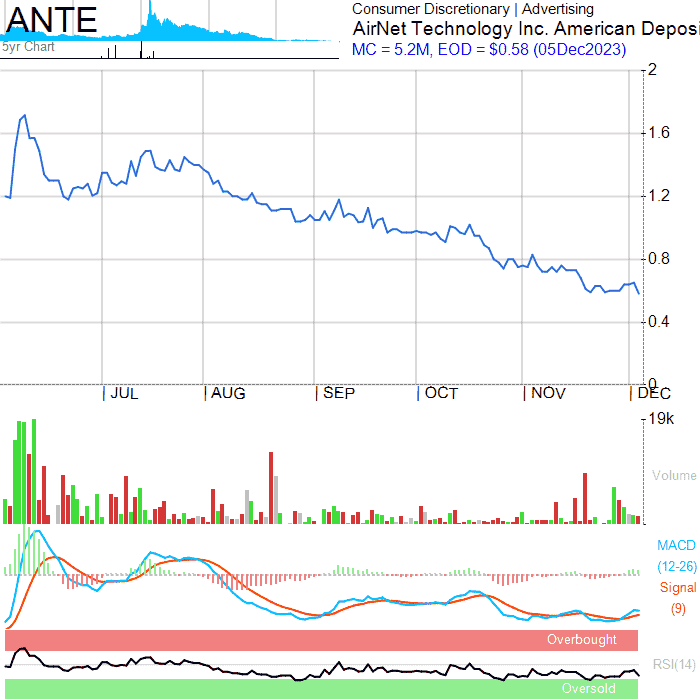 ANTE
5yr Chart
Consumer Discretionary | Advertising
AirNet Technology Inc. American Deposi
MC = 5.2M, EOD = $0.58 (05Dec2023)
2
1.6
1.2
0.8
0.4
0
JUL
AUG
SEP
OCT
NOV
DEC
19k
Volume
MACD
(12-26)
Signal
(9)
Overbought
RSI(14)
Oversold